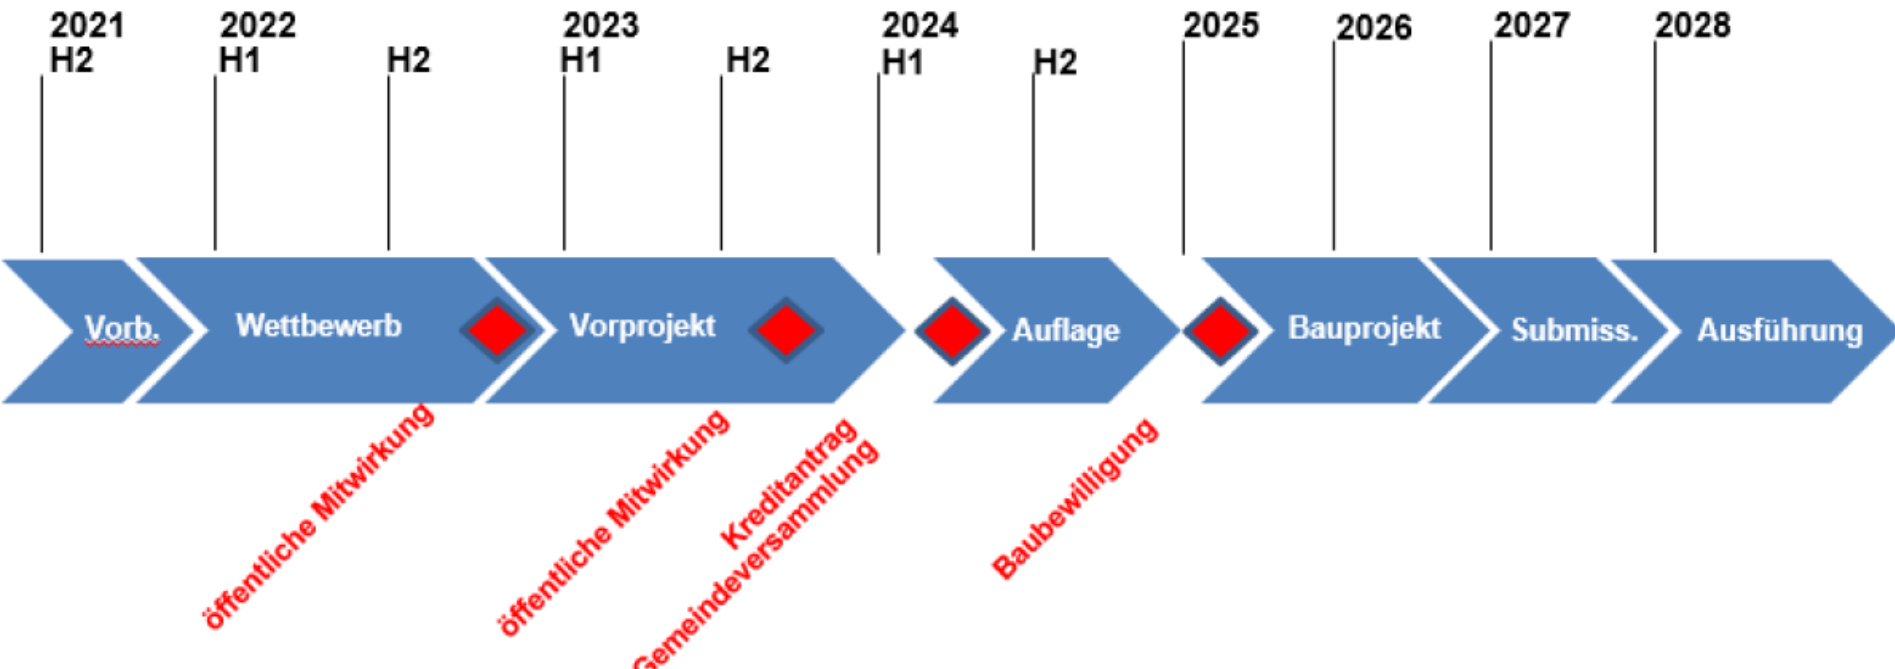 2021
H2
2022
H1
H2
2023
H1
H2
2024
H1
H2
2025
2026
2027
2028
Vorb.
Wettbewerb
Vorprojekt
Auflage
Bauprojekt
Submiss.
Ausführung
öffentliche Mitwirkung
öffentliche Mitwirkung
Kreditantrag
Gemeindeversammlung
Baubewilligung